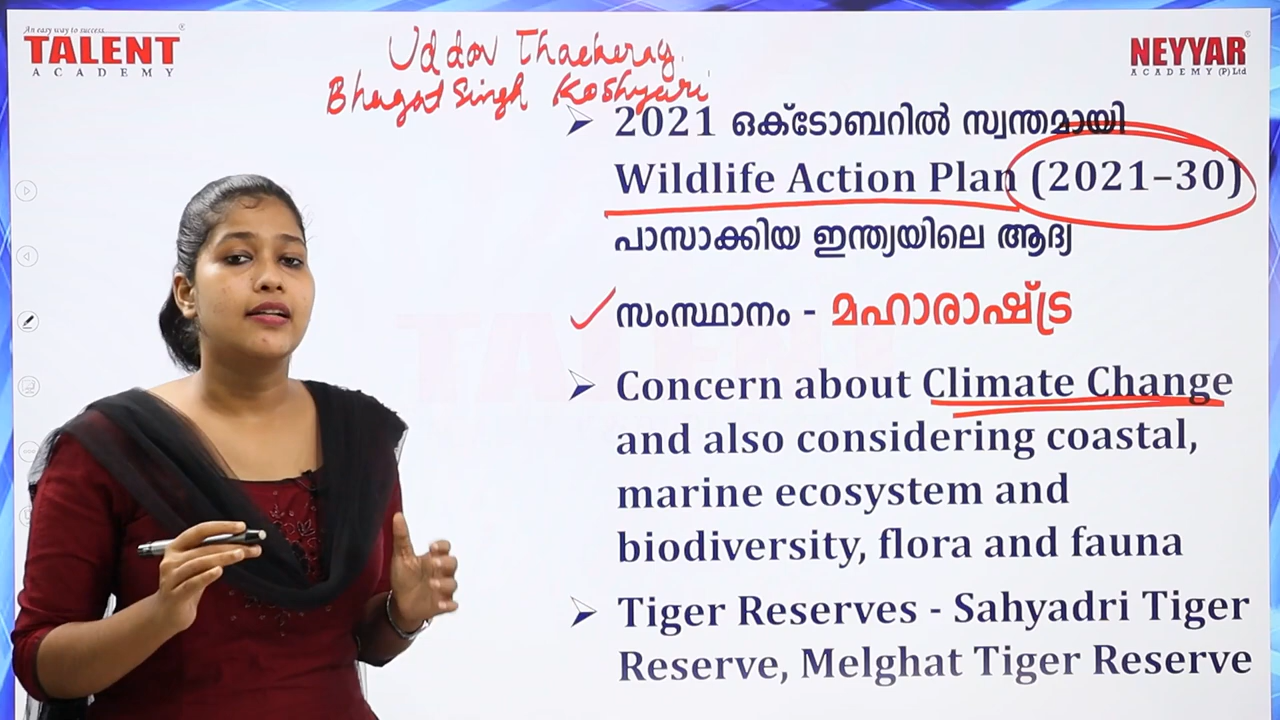 An easy way to success
TALENT
ACADEMY
NEYYAR
ACADEMY (P) Ltd
Uddav Thackeray.
Bhagat Singh Koshyari
2021 ഒക്ടോബറിൽ സ്വന്തമായി
Wildlife Action Plan (2021–30)
പാസാക്കിയ ഇന്ത്യയിലെ ആദ്യ
സംസ്ഥാനം - മഹാരാഷ്ട്ര
Concern about Climate Change
and also considering coastal,
marine ecosystem and
biodiversity, flora and fauna
Tiger Reserves - Sahyadri Tiger
Reserve, Melghat Tiger Reserve